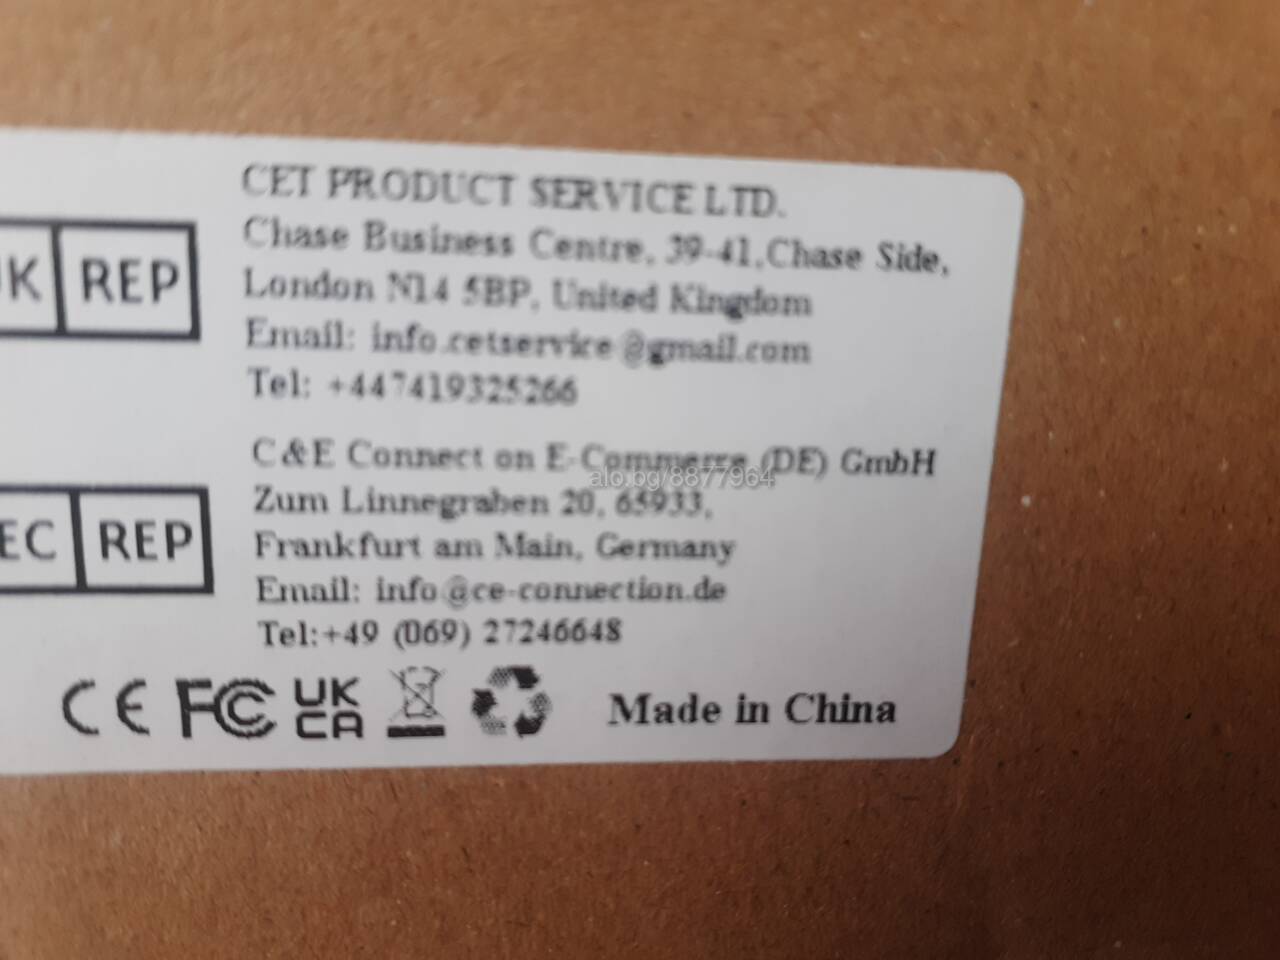 CET PRODUCT SERVICE LTD.
Chase Business Centre, 39-41,Chase Side,
London N14 5BP, United Kingdom
Email: info.cetservice@gmail.com
Tel: +447419325266
UK REP
C&E Connect on E-Commerce (DE) GmbH
Zum Linnegraben 20, 65933,
Frankfurt am Main, Germany
Email: info@ce-connection.de
Tel:+49 (069) 27246648
EC REP
CE FC UK CA
Made in China
alo.bg/8877964